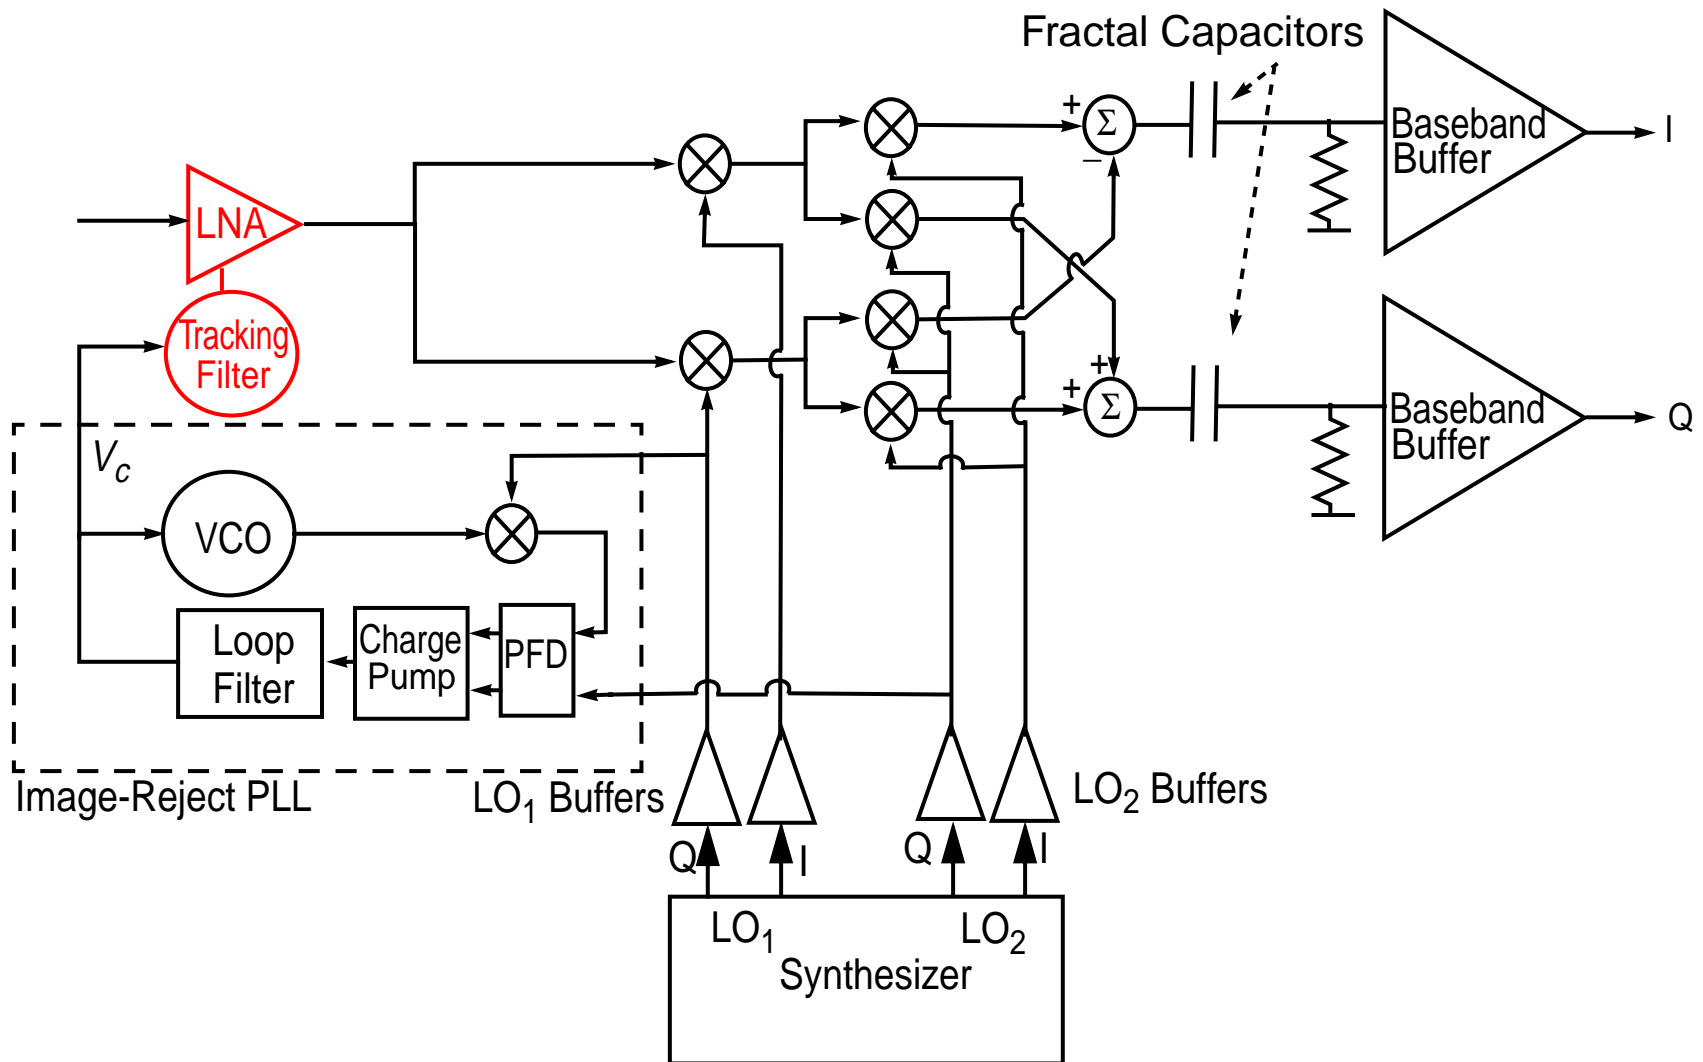 Fractal Capacitors
+
Σ
–
Baseband
Buffer
I
LNA
Tracking
Filter
+
+
Σ
Baseband
Buffer
Q
Vc
VCO
Loop
Filter
Charge
Pump
PFD
Image-Reject PLL
LO1 Buffers
LO2 Buffers
Q
I
Q
I
LO1
LO2
Synthesizer